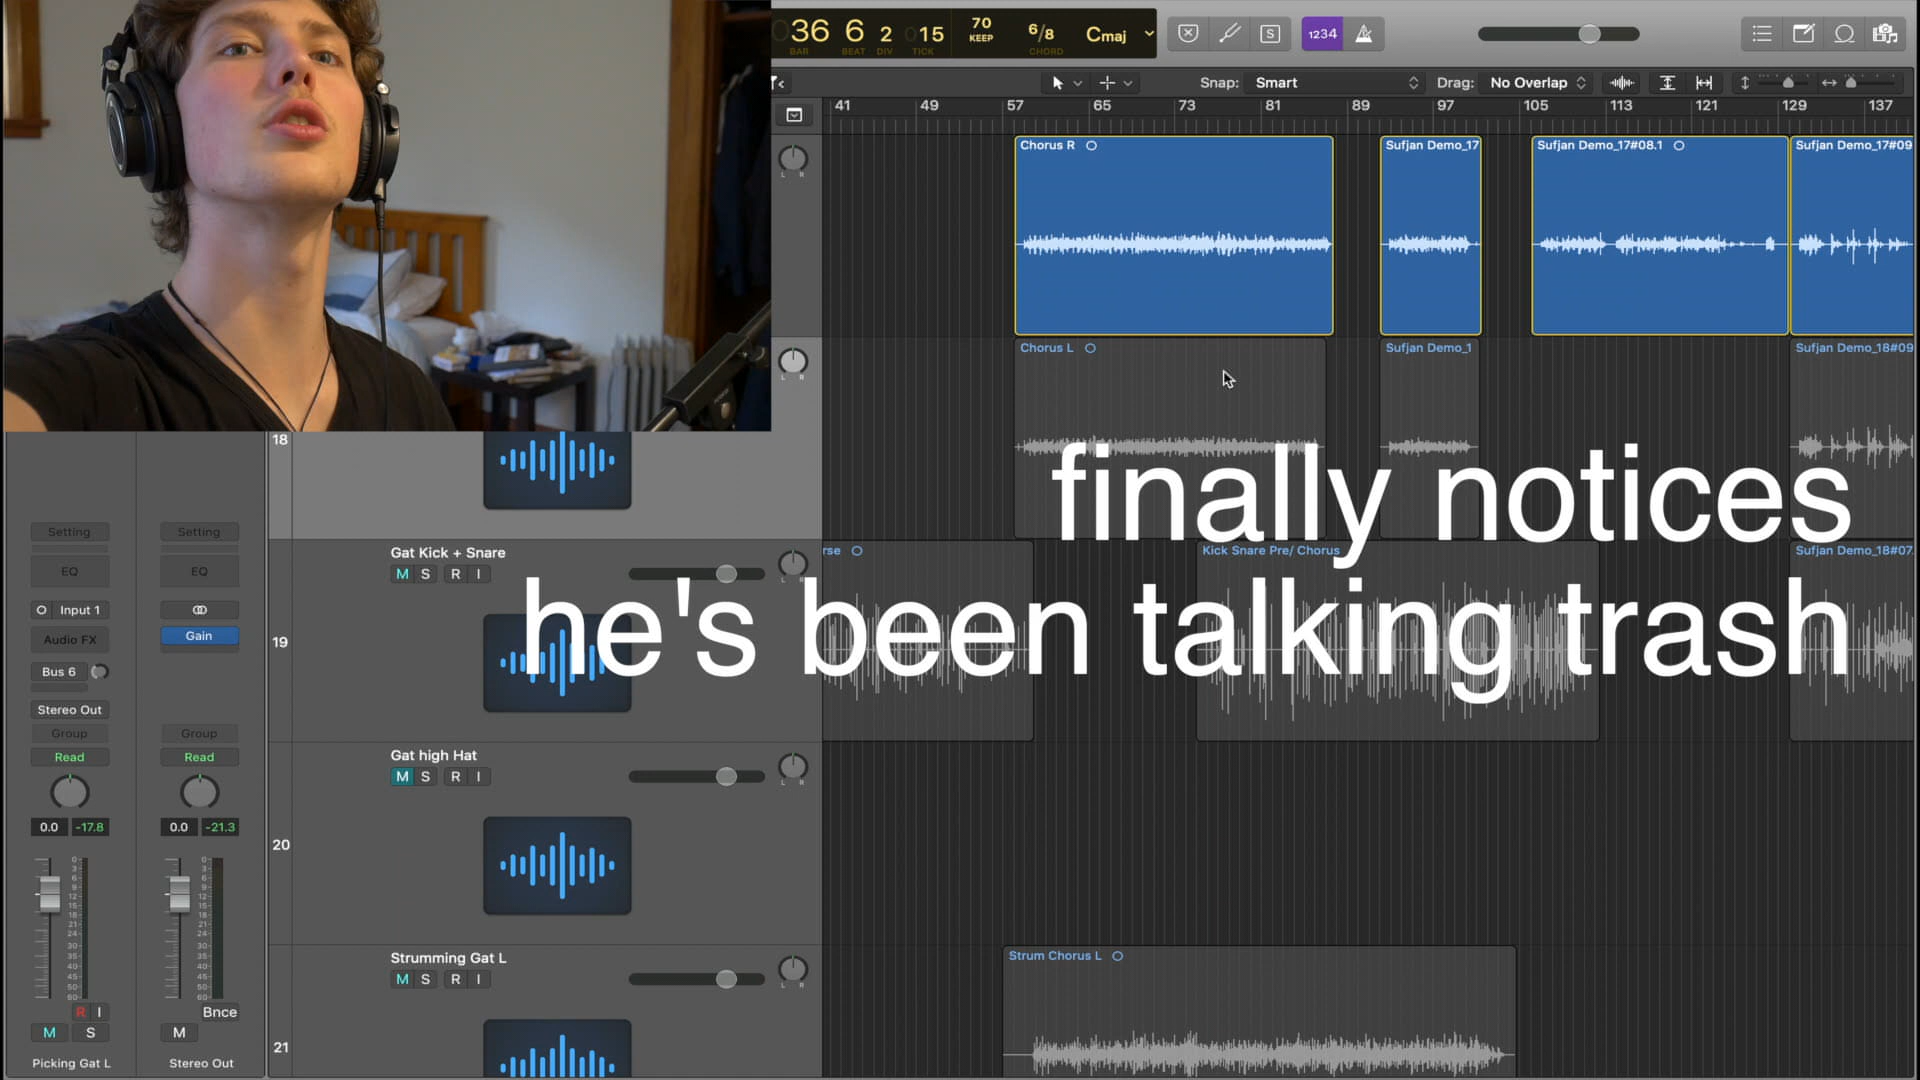 36 6 2 15 70 KEEP 6/8 Cmaj
BAR BEAT DIV TICK CHORD
S 1234
Snap: Smart Drag: No Overlap
41 49 57 65 73 81 89 97 105 113 121 129 137
Chorus R Sufjan Demo_17 Sufjan Demo_17#08.1 Sufjan Demo_17#09
L R
Chorus L Sufjan Demo_1 Sufjan Demo_18#09
L R
18
finally notices
he's been talking trash
Setting Setting
EQ EQ
Input 1
Audio FX Gain
Bus 6
Stereo Out
Group Group
Read Read
0.0 -17.8 0.0 -21.3
R I Bnce
M S M
Picking Gat L Stereo Out
Gat Kick + Snare
M S R I
L R
19
rse Kick Snare Pre/ Chorus Sufjan Demo_18#07.
Gat high Hat
M S R I
L R
20
Strumming Gat L
M S R I
L R
21
Strum Chorus L